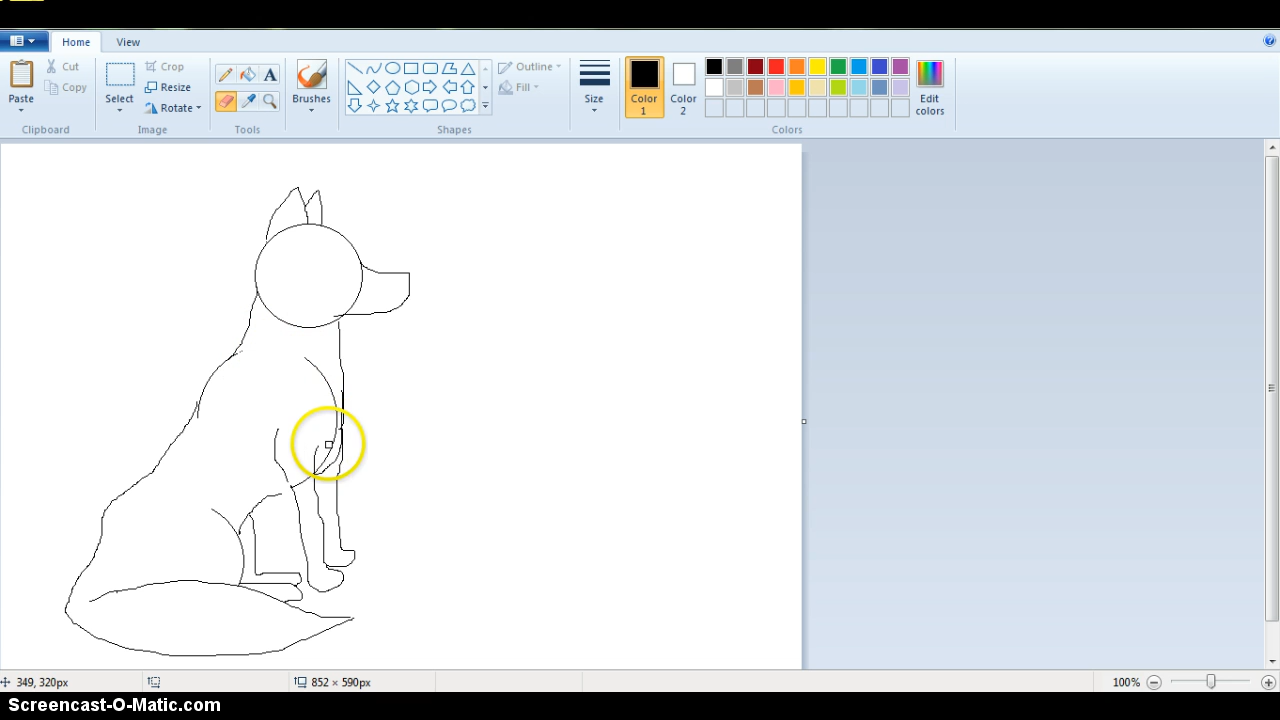 Home View
Cut Crop Outline
Copy Resize Fill
Paste Select Rotate A Brushes Size Color 1 Color 2 Edit colors
Clipboard Image Tools Shapes Colors
349, 320px 852 × 590px 100%
Screencast-O-Matic.com